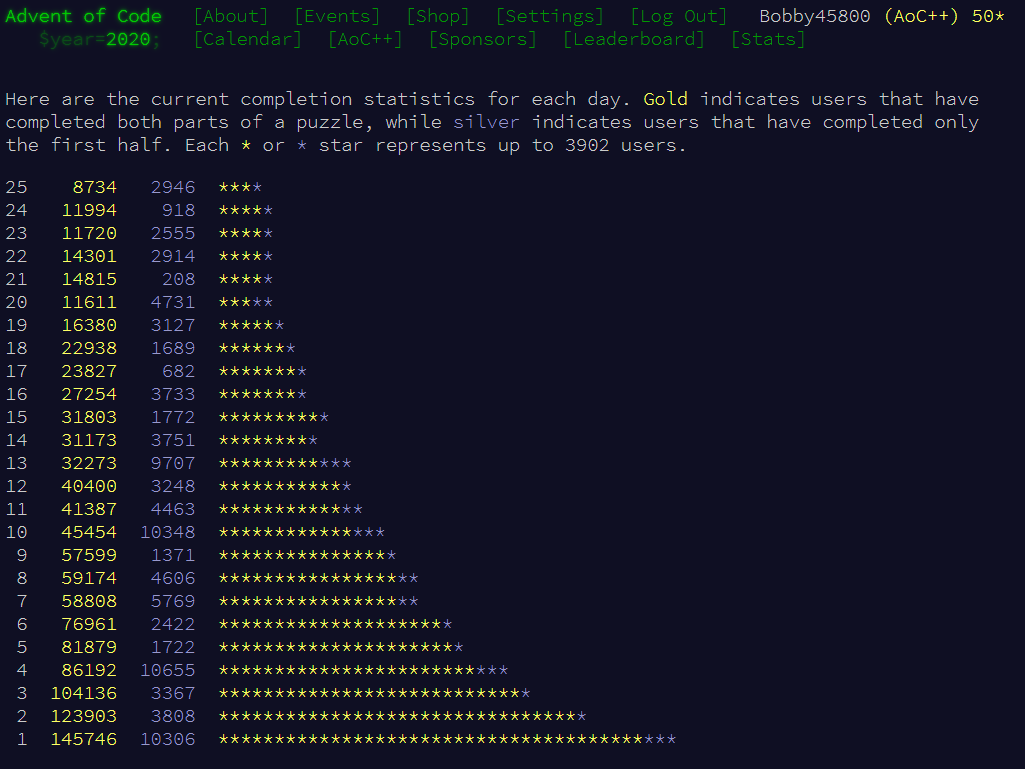 Advent of Code [About] [Events] [Shop] [Settings] [Log Out] Bobby45800 (AoC++) 50*
$year=2020; [Calendar] [AoC++] [Sponsors] [Leaderboard] [Stats]
Here are the current completion statistics for each day. Gold indicates users that have
completed both parts of a puzzle, while silver indicates users that have completed only
the first half. Each * or * star represents up to 3902 users.
25 8734 2946 ****
24 11994 918 *****
23 11720 2555 *****
22 14301 2914 *****
21 14815 208 *****
20 11611 4731 *****
19 16380 3127 ******
18 22938 1689 *******
17 23827 682 ********
16 27254 3733 ********
15 31803 1772 **********
14 31173 3751 *********
13 32273 9707 ************
12 40400 3248 ************
11 41387 4463 *************
10 45454 10348 ***************
9 57599 1371 ****************
8 59174 4606 ******************
7 58808 5769 ******************
6 76961 2422 *********************
5 81879 1722 **********************
4 86192 10655 **************************
3 104136 3367 ****************************
2 123903 3808 *********************************
1 145746 10306 *****************************************